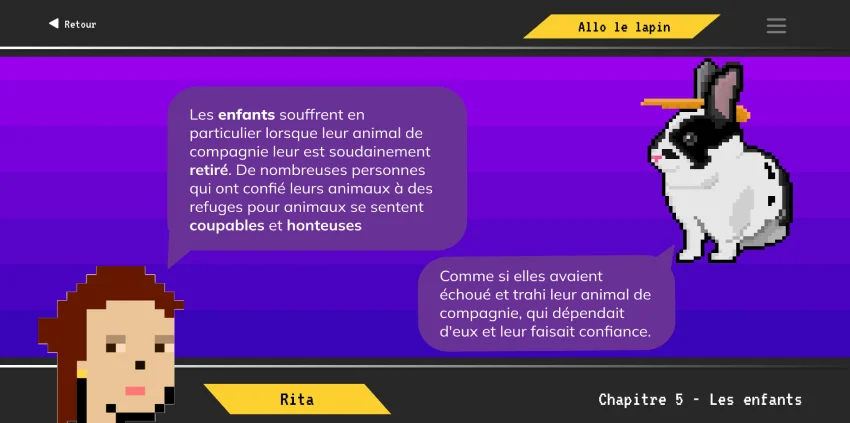 Retour
Allo le lapin
Les enfants souffrent en
particulier lorsque leur animal de
compagnie leur est soudainement
retiré. De nombreuses personnes
qui ont confié leurs animaux à des
refuges pour animaux se sentent
coupables et honteuses
Comme si elles avaient
échoué et trahi leur animal de
compagnie, qui dépendait
d'eux et leur faisait confiance.
Rita
Chapitre 5 - Les enfants